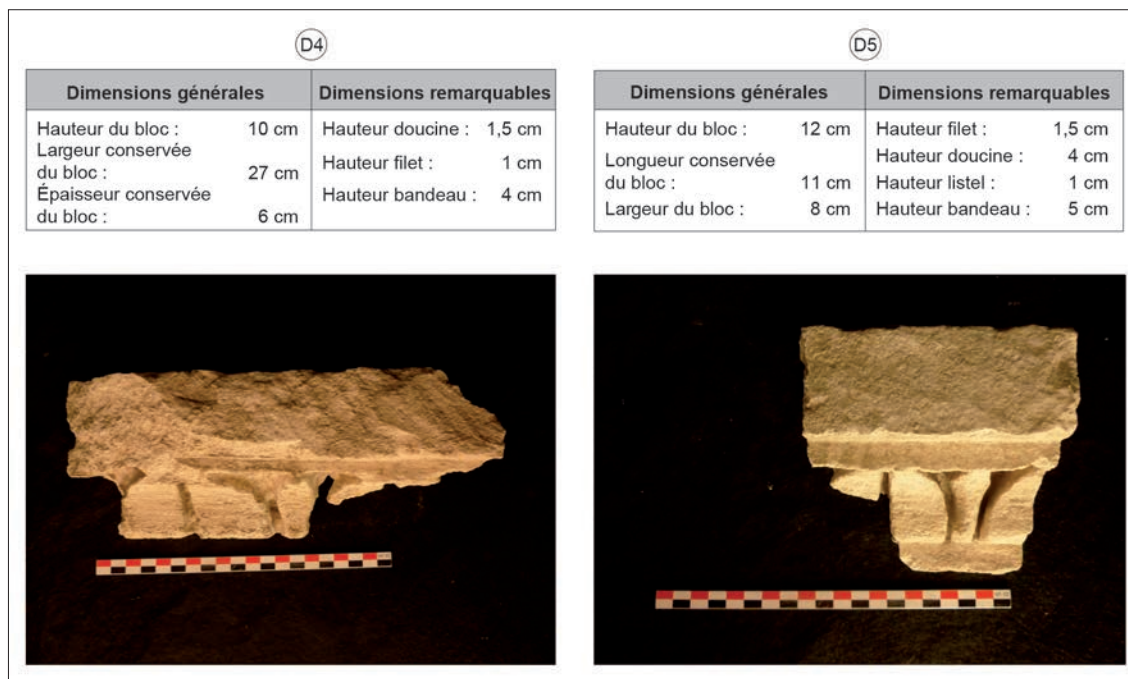 D4
Dimensions générales
Dimensions remarquables
Hauteur du bloc : 10 cm
Largeur conservée
du bloc : 27 cm
Épaisseur conservée
du bloc : 6 cm
Hauteur doucine : 1,5 cm
Hauteur filet : 1 cm
Hauteur bandeau : 4 cm
D5
Dimensions générales
Dimensions remarquables
Hauteur du bloc : 12 cm
Longueur conservée
du bloc : 11 cm
Largeur du bloc : 8 cm
Hauteur filet : 1,5 cm
Hauteur doucine : 4 cm
Hauteur listel : 1 cm
Hauteur bandeau : 5 cm